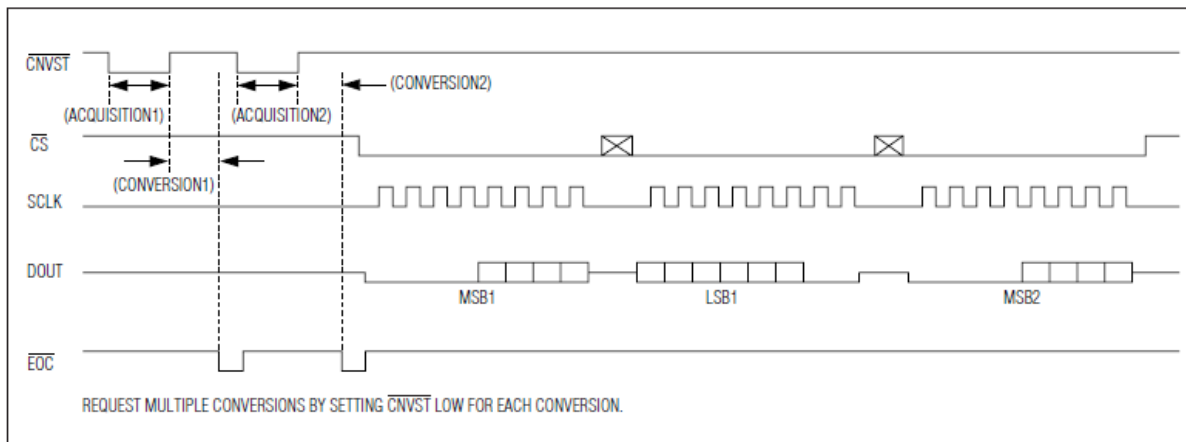 CNVST
(CONVERSION2)
(ACQUISITION1)
(ACQUISITION2)
CS
(CONVERSION1)
SCLK
DOUT
MSB1
LSB1
MSB2
EOC
REQUEST MULTIPLE CONVERSIONS BY SETTING CNVST LOW FOR EACH CONVERSION.